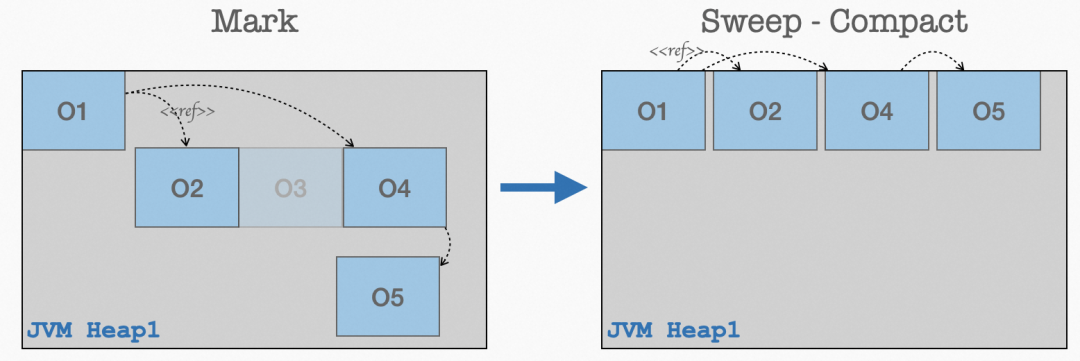 Mark
O1
<<ref>>
O2
O3
O4
O5
JVM Heap1
Sweep - Compact
<<ref>>
O1
O2
O4
O5
JVM Heap1